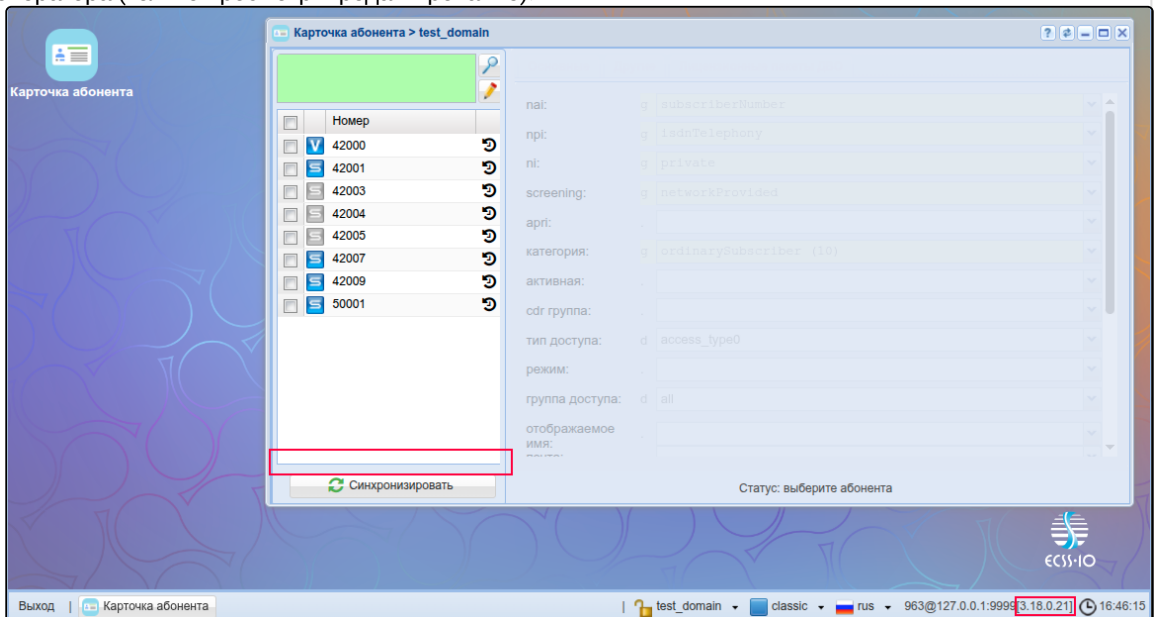 Карточка абонента
Карточка абонента > test_domain
Номер
42000
42001
42003
42004
42005
42007
42009
50001
Синхронизировать
nai: g subscriberNumber
npi: g isdnTelephony
ni: g private
screening: g networkProvided
apri:
категория: g ordinarySubscriber (10)
активная:
cdr группа:
тип доступа: d access_type0
режим:
группа доступа: d all
отображаемое
имя:
Статус: выберите абонента
ECSS·10
Выход | Карточка абонента | test_domain classic rus 963@127.0.0.1:9999[3.18.0.21] 16:46:15